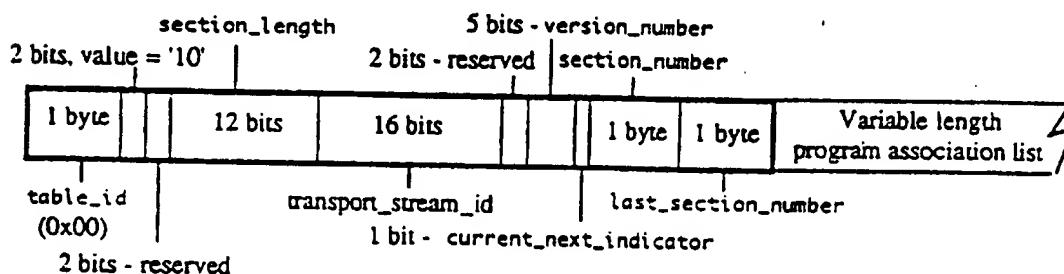 section_length
5 bits - version_number
2 bits, value = '10'
2 bits - reserved
section_number
1 byte
12 bits
16 bits
1 byte
1 byte
Variable length
program association list
table_id
(0x00)
transport_stream_id
last_section_number
1 bit - current_next_indicator
2 bits - reserved